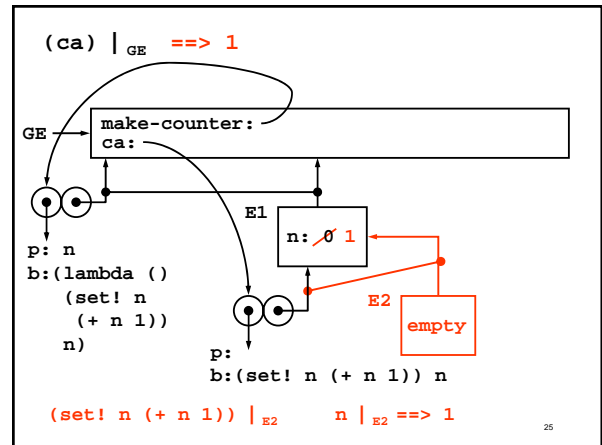 (ca) | GE ==> 1
make-counter:
GE
ca:
E1
n: 0 1
p: n
b:(lambda ()
(set! n
(+ n 1))
n)
E2
empty
p:
b:(set! n (+ n 1)) n
(set! n (+ n 1)) | E2 n | E2 ==> 1
25